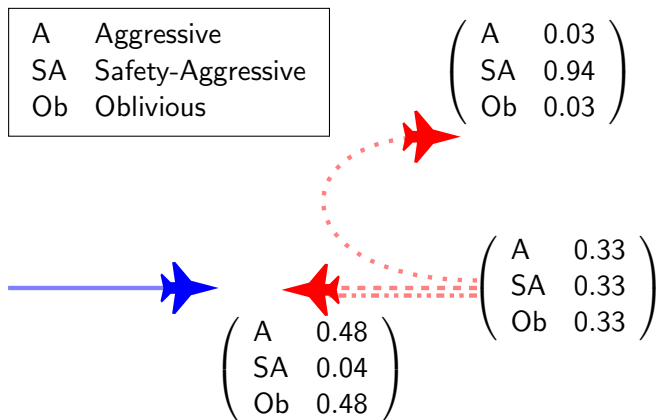 A Aggressive
SA Safety-Aggressive
Ob Oblivious
A 0.03
SA 0.94
Ob 0.03
A 0.33
SA 0.33
Ob 0.33
A 0.48
SA 0.04
Ob 0.48